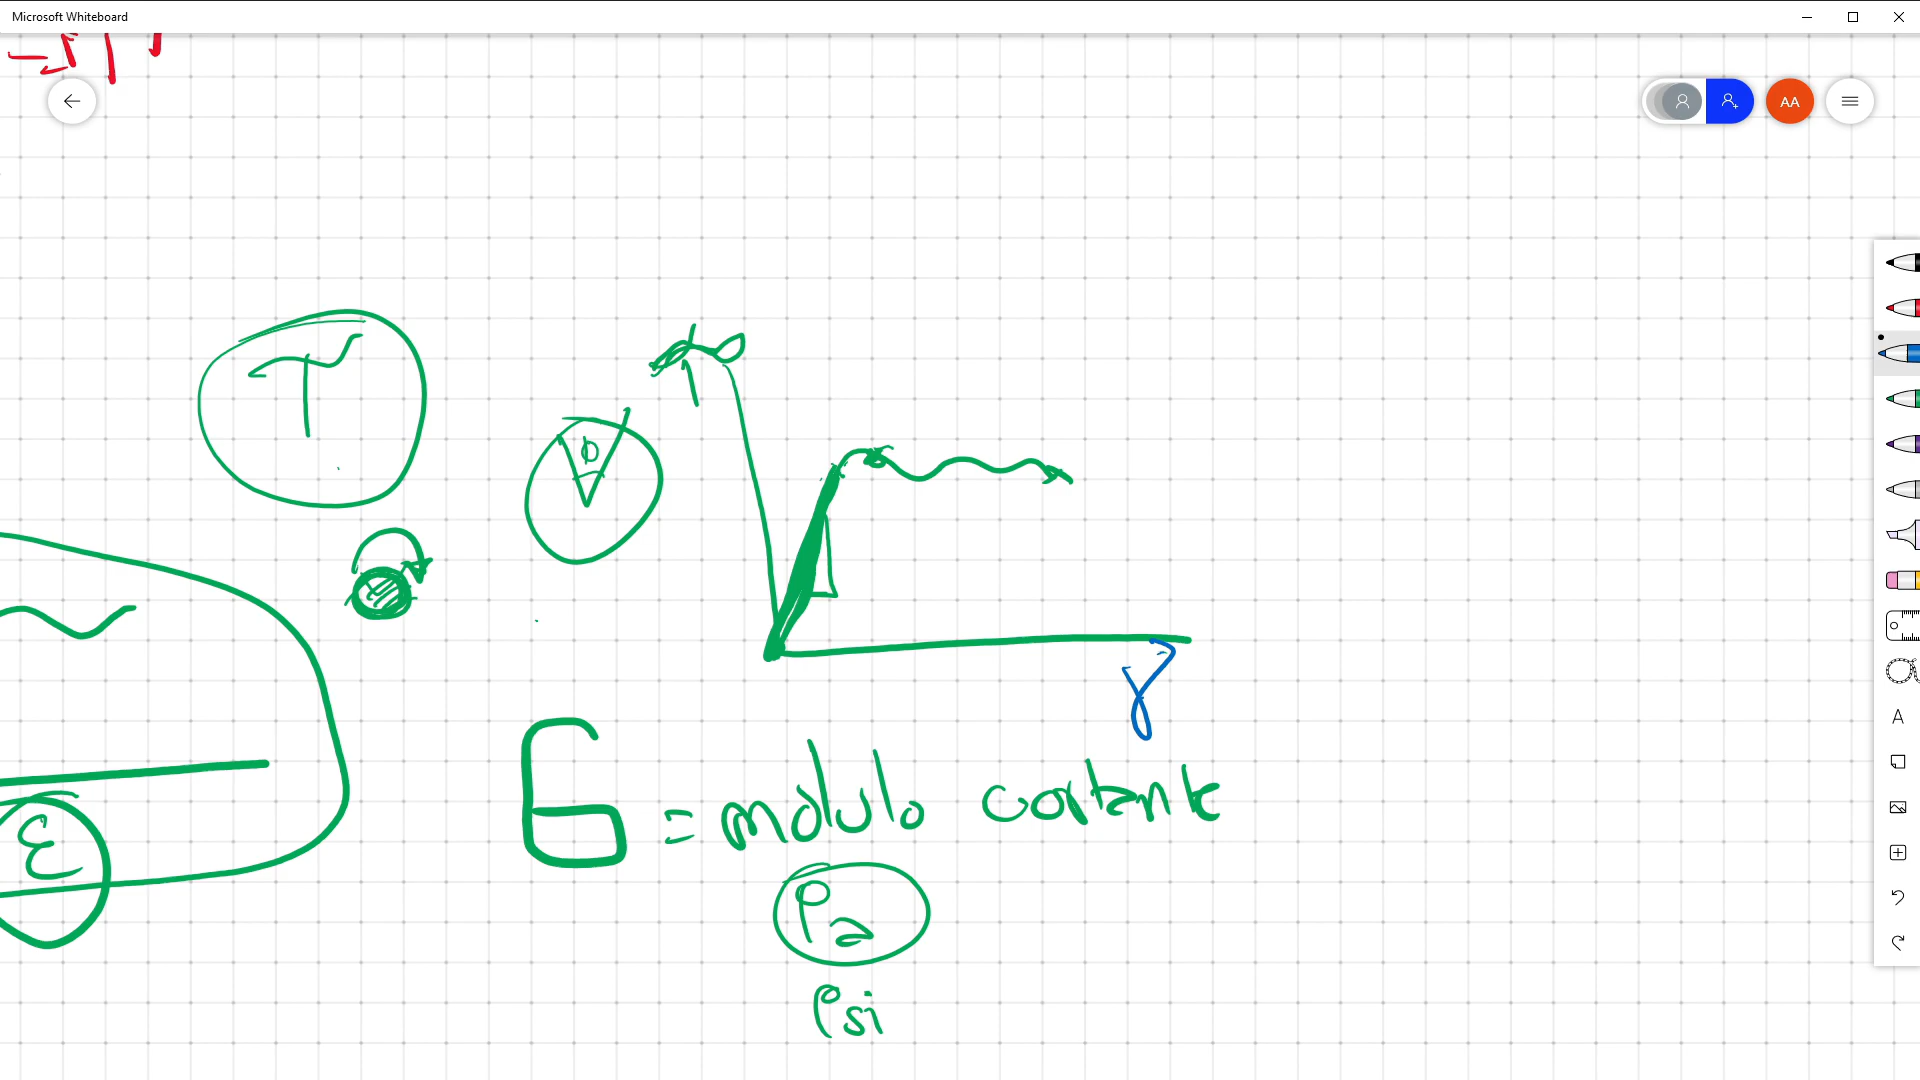 Microsoft Whiteboard
AA
T
γ
G = modulo cortante
Pa
Psi
ε
A